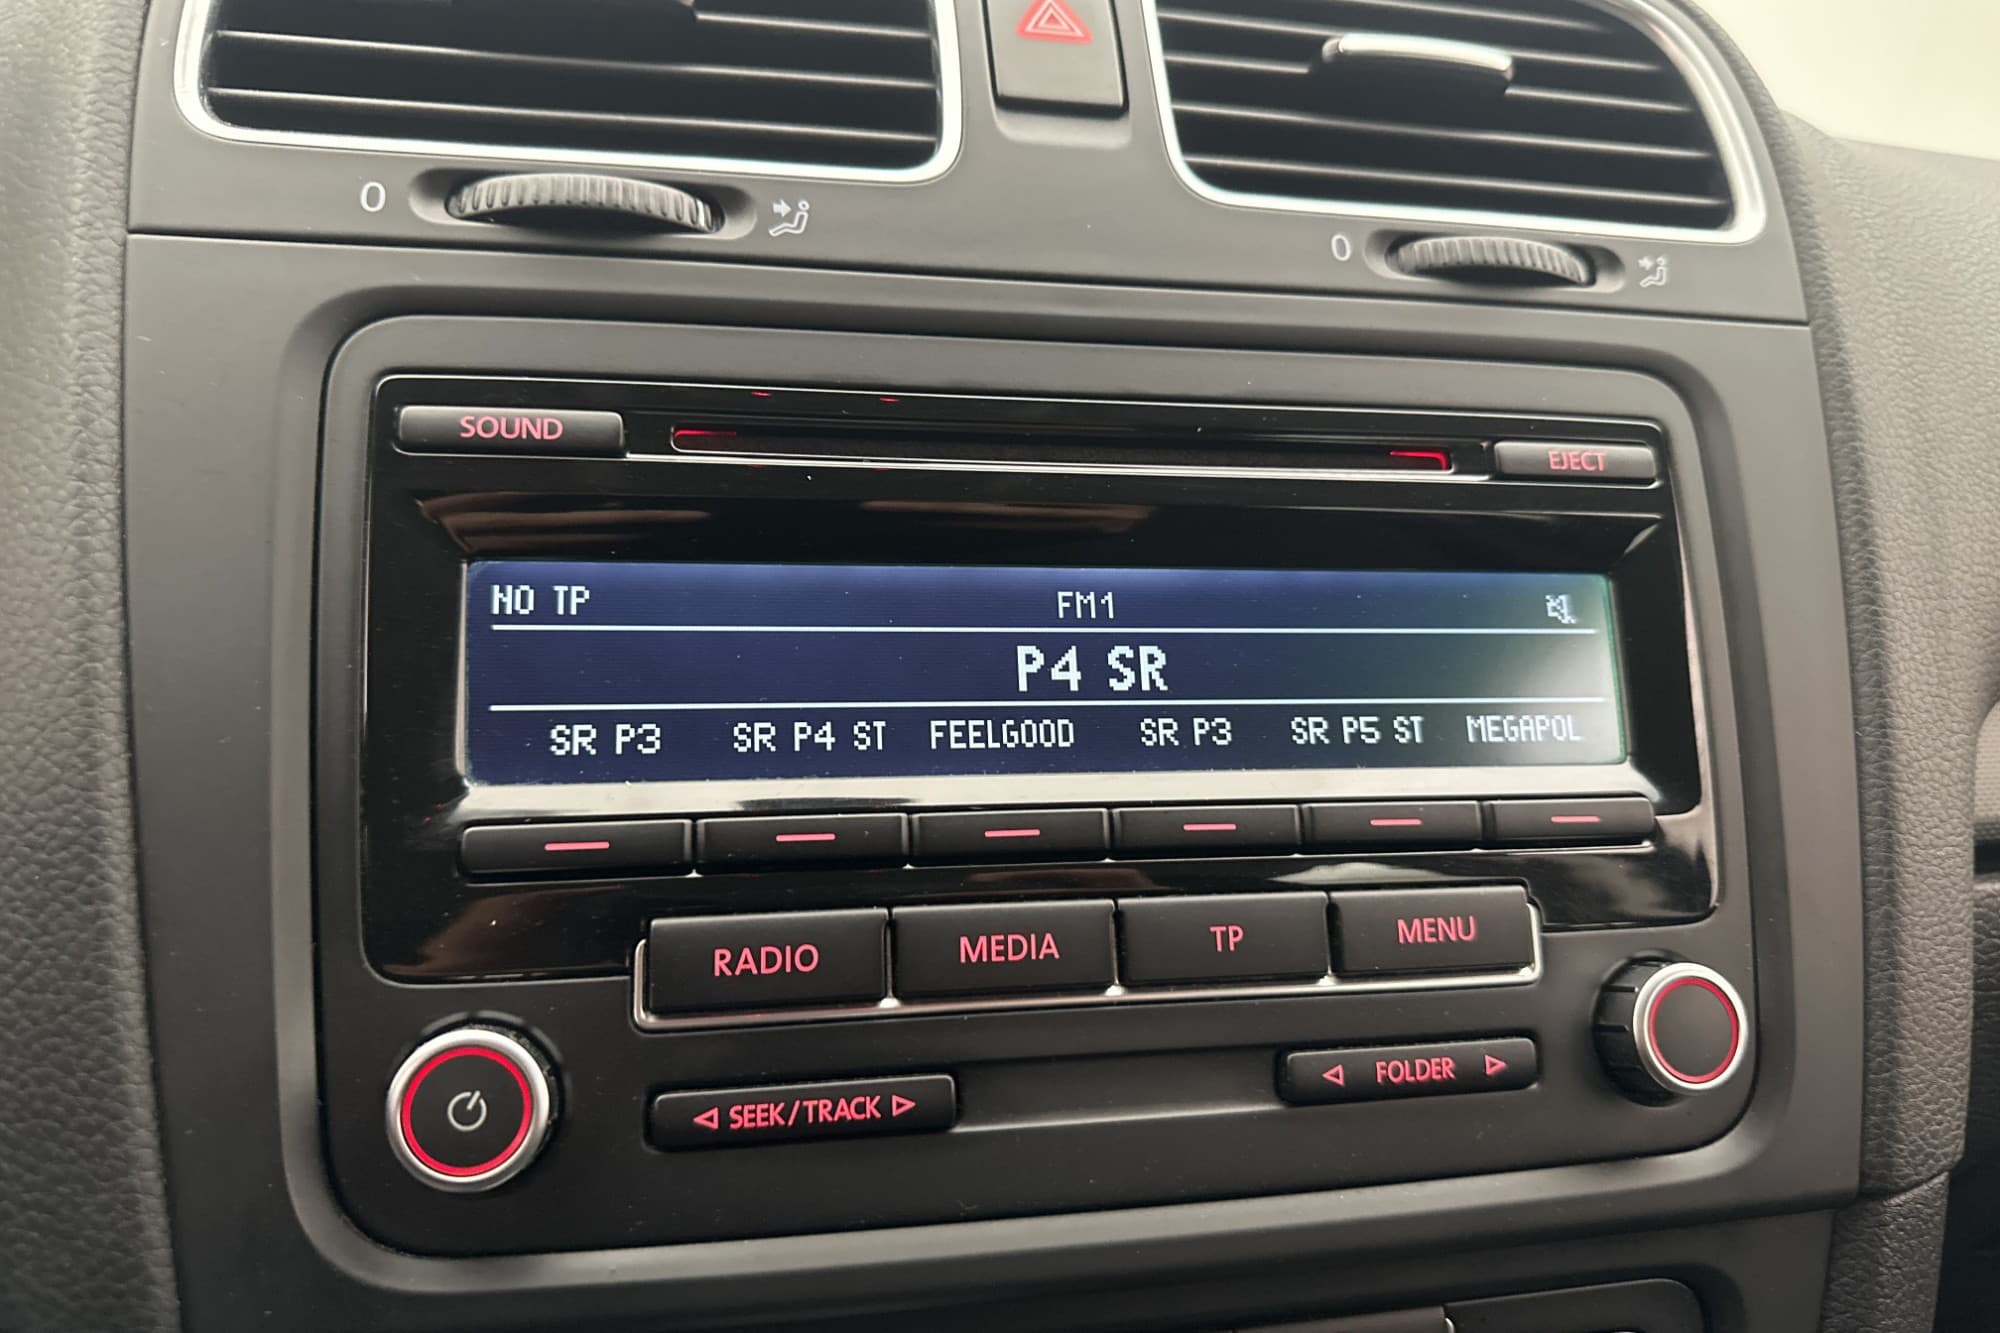 0
0
SOUND
EJECT
NO TP FM1
P4 SR
SR P3 SR P4 ST FEELGOOD SR P3 SR P5 ST MEGAPOL
RADIO MEDIA TP MENU
SEEK/TRACK
FOLDER